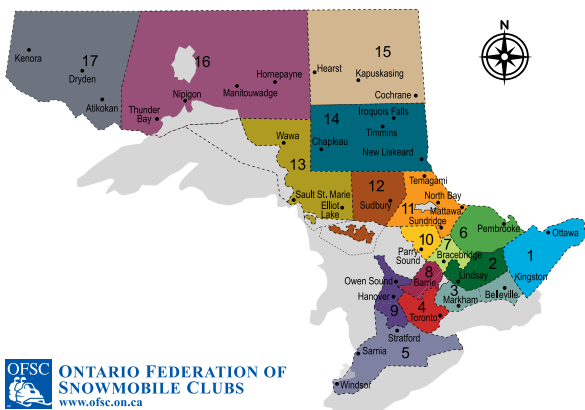 N
17
Kenora
Dryden
Atikokan
16
Hornepayne
Manitouwadge
Nipigon
Thunder
Bay
15
Hearst
Kapuskasing
Cochrane
14
Iroquois Falls
Timmins
Chapleau
New Liskeard
Wawa
13
Sault St. Marie
Elliot
Lake
12
Sudbury
Temagami
North Bay
11
Mattawa
Sundridge
10
Parry
Sound
6
Pembrooke
7
Bracebridge
Ottawa
1
Kingston
2
Lindsay
8
Barrie
3
Markham
Belleville
Owen Sound
Hanover
9
4
Toronto
Stratford
5
Sarnia
Windsor
OFSC
ONTARIO FEDERATION OF
SNOWMOBILE CLUBS
www.ofsc.on.ca